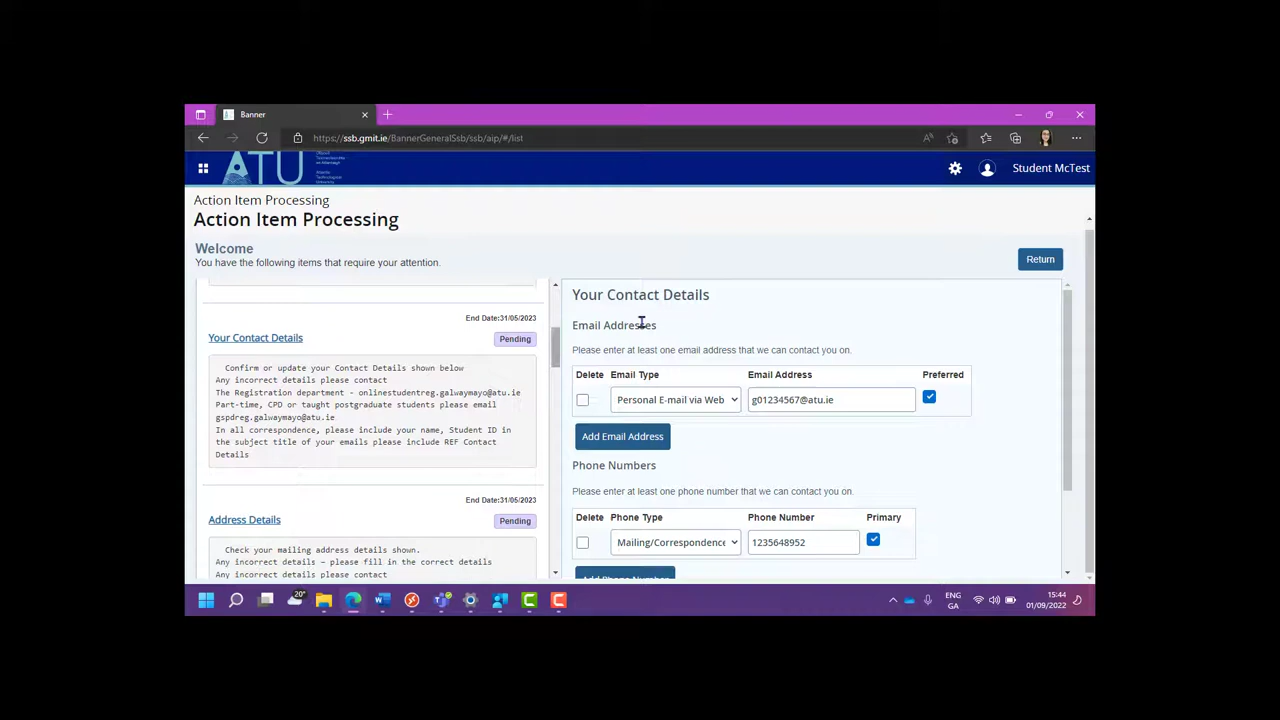 Banner
https://ssb.gmit.ie/BannerGeneralSsb/ssb/aip/#/list
ATU
Student McTest
Action Item Processing
Action Item Processing
Welcome
You have the following items that require your attention.
Return
End Date:31/05/2023
Your Contact Details
Pending
Confirm or update your Contact Details shown below
Any incorrect details please contact
The Registration department - onlinestudentreg.galwaymayo@atu.ie
Part-time, CPD or taught postgraduate students please email
gspdreg.galwaymayo@atu.ie
In all correspondence, please include your name, Student ID in
the subject title of your emails please include REF Contact
Details
End Date:31/05/2023
Address Details
Pending
Check your mailing address details shown.
Any incorrect details – please fill in the correct details
Any incorrect details please contact
Your Contact Details
Email Addresses
Please enter at least one email address that we can contact you on.
Delete Email Type Email Address Preferred
Personal E-mail via Web g01234567@atu.ie
Add Email Address
Phone Numbers
Please enter at least one phone number that we can contact you on.
Delete Phone Type Phone Number Primary
Mailing/Correspondence 1235648952
Add Phone Number
20°
ENG
GA
15:44
01/09/2022